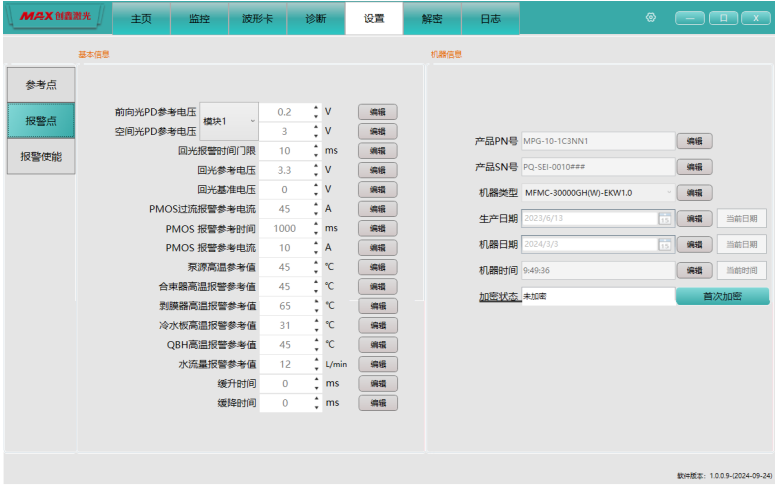 MAX 创鑫激光 主页 监控 波形卡 诊断 设置 解密 日志
基本信息 机器信息
参考点
报警点
报警使能
前向光PD参考电压 模块1 0.2 V 编辑
空间光PD参考电压 3 V 编辑
回光报警时间门限 10 ms 编辑
回光参考电压 3.3 V 编辑
回光基准电压 0 V 编辑
PMOS过流报警参考电流 45 A 编辑
PMOS 报警参考时间 1000 ms 编辑
PMOS 报警参考电流 10 A 编辑
泵源高温参考值 45 ℃ 编辑
合束器高温报警参考值 45 ℃ 编辑
剥膜器高温报警参考值 65 ℃ 编辑
冷水板高温报警参考值 31 ℃ 编辑
QBH高温报警参考值 45 ℃ 编辑
水流量报警参考值 12 L/min 编辑
缓升时间 0 ms 编辑
缓降时间 0 ms 编辑
产品PN号 MPG-10-1C3NN1 编辑
产品SN号 PQ-SEI-0010### 编辑
机器类型 MFMC-30000GH(W)-EKW1.0 编辑
生产日期 2023/6/13 15 编辑 当前日期
机器日期 2024/3/3 15 编辑 当前日期
机器时间 9:49:36 编辑 当前时间
加密状态 未加密 首次加密
软件版本：1.0.0.9-(2024-09-24)